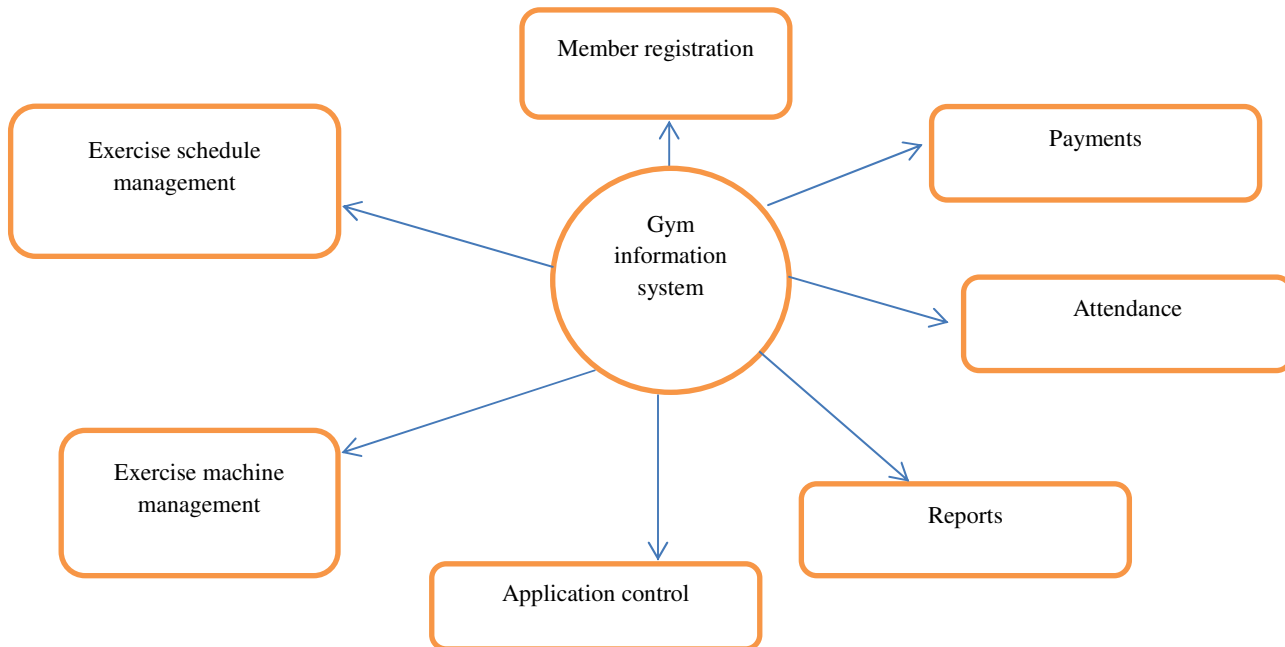 Member registration
Payments
Exercise schedule
management
Gym
information
system
Attendance
Exercise machine
management
Reports
Application control